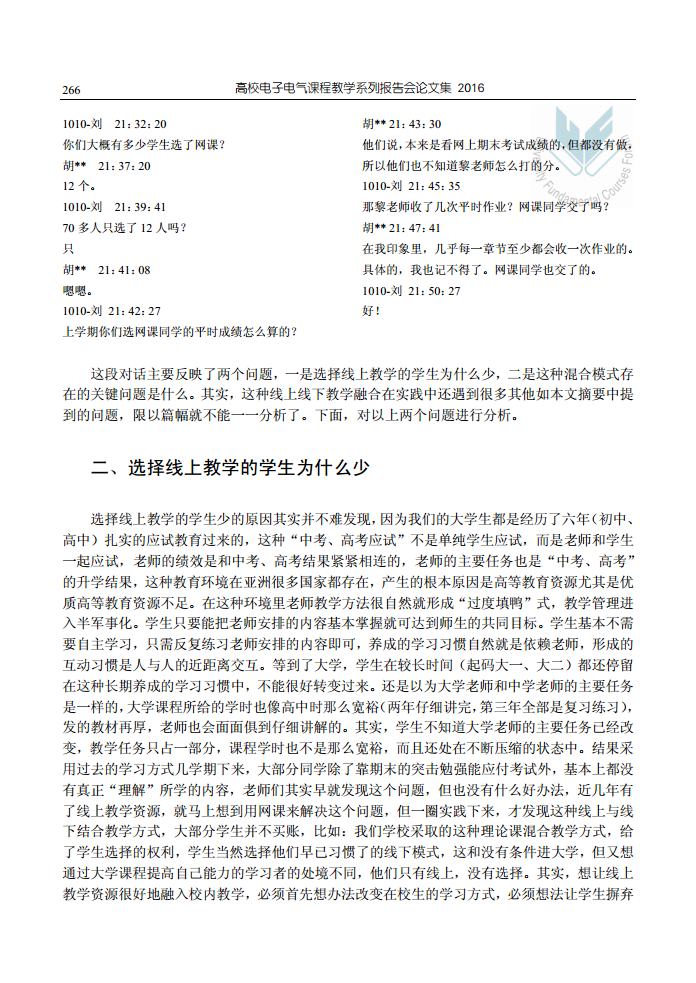 266
高校电子电气课程教学系列报告会论文集 2016
1010-刘 21：32：20
你们大概有多少学生选了网课？
胡** 21：37：20
12 个。
1010-刘 21：39：41
70 多人只选了 12 人吗？
只
胡** 21：41：08
嗯嗯。
1010-刘 21：42：27
上学期你们选网课同学的平时成绩怎么算的？
胡** 21：43：30
他们说，本来是看网上期末考试成绩的，但都没有做，
所以他们也不知道黎老师怎么打的分。
1010-刘 21：45：35
那黎老师收了几次平时作业？网课同学交了吗？
胡** 21：47：41
在我印象里，几乎每一章节至少都会收一次作业的。
具体的，我也记不得了。网课同学也交了的。
1010-刘 21：50：27
好！
这段对话主要反映了两个问题，一是选择线上教学的学生为什么少，二是这种混合模式存
在的关键问题是什么。其实，这种线上线下教学融合在实践中还遇到很多其他如本文摘要中提
到的问题，限以篇幅就不能一一分析了。下面，对以上两个问题进行分析。
二、选择线上教学的学生为什么少
选择线上教学的学生少的原因其实并不难发现，因为我们的大学生都是经历了六年（初中、
高中）扎实的应试教育过来的，这种“中考、高考应试”不是单纯学生应试，而是老师和学生
一起应试，老师的绩效是和中考、高考结果紧紧相连的，老师的主要任务也是“中考、高考”
的升学结果，这种教育环境在亚洲很多国家都存在，产生的根本原因是高等教育资源尤其是优
质高等教育资源不足。在这种环境里老师教学方法很自然就形成“过度填鸭”式，教学管理进
入半军事化。学生只要能把老师安排的内容基本掌握就可达到师生的共同目标。学生基本不需
要自主学习，只需反复练习老师安排的内容即可，养成的学习习惯自然就是依赖老师，形成的
互动习惯是人与人的近距离交互。等到了大学，学生在较长时间（起码大一、大二）都还停留
在这种长期养成的学习习惯中，不能很好转变过来。还是以为大学老师和中学老师的主要任务
是一样的，大学课程所给的学时也像高中时那么宽裕（两年仔细讲完，第三年全部是复习练习），
发的教材再厚，老师也会面面俱到仔细讲解的。其实，学生不知道大学老师的主要任务已经改
变，教学任务只占一部分，课程学时也不是那么宽裕，而且还处在不断压缩的状态中。结果采
用过去的学习方式几学期下来，大部分同学除了靠期末的突击勉强能应付考试外，基本上都没
有真正“理解”所学的内容，老师们其实早就发现这个问题，但也没有什么好办法，近几年有
了线上教学资源，就马上想到用网课来解决这个问题，但一圈实践下来，才发现这种线上与线
下结合教学方式，大部分学生并不买账，比如：我们学校采取的这种理论课混合教学方式，给
了学生选择的权利，学生当然选择他们早已习惯了的线下模式，这和没有条件进大学，但又想
通过大学课程提高自己能力的学习者的处境不同，他们只有线上，没有选择。其实，想让线上
教学资源很好地融入校内教学，必须首先想办法改变在校生的学习方式，必须想法让学生摒弃